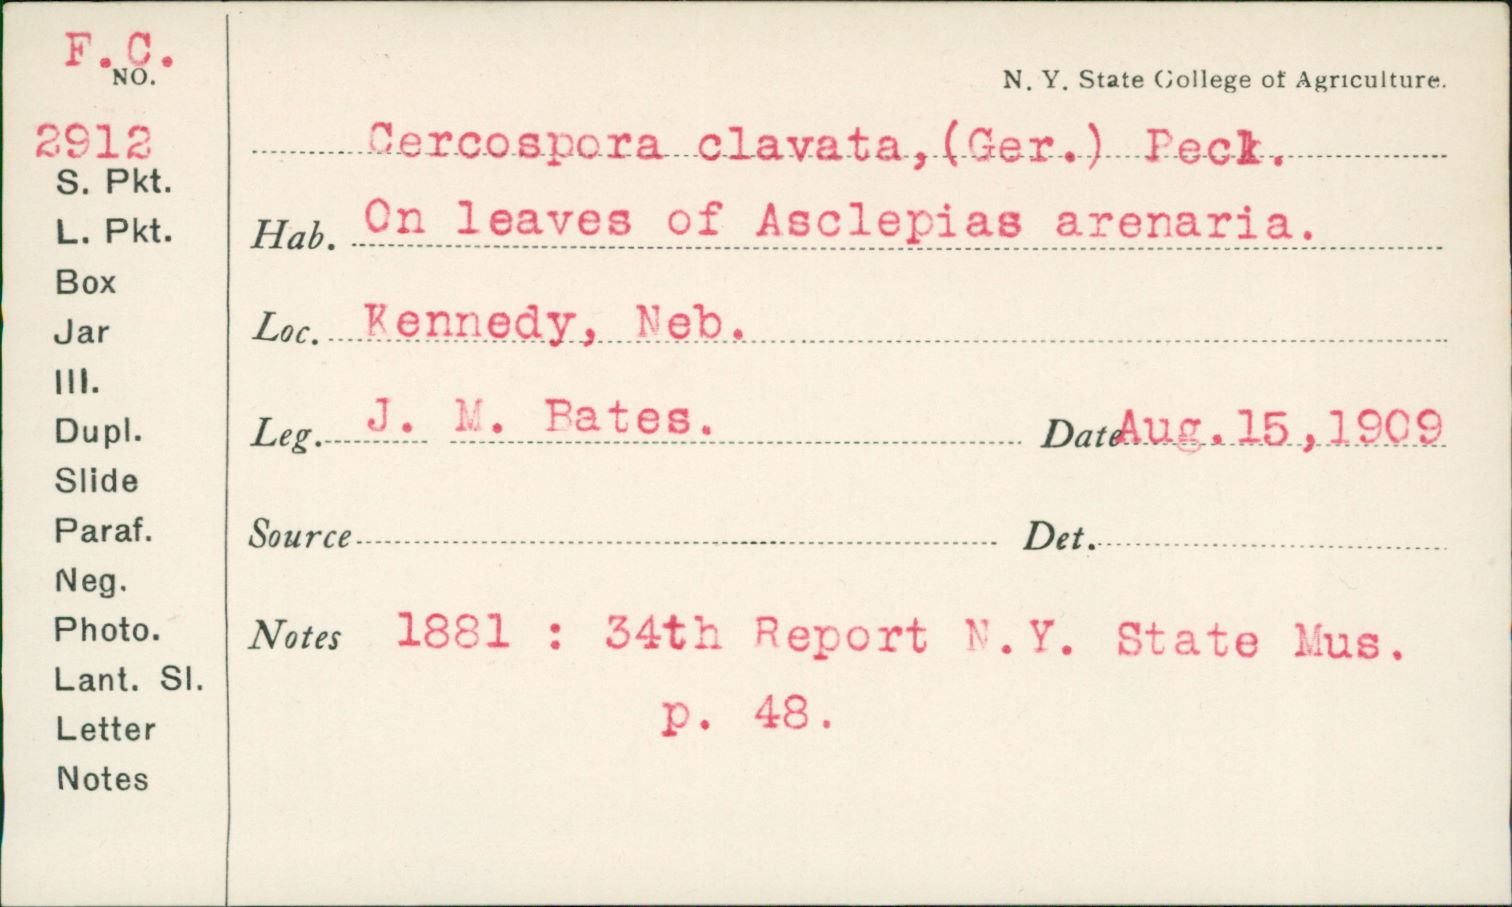 F. C.
NO.
2912
S. Pkt.
L. Pkt.
Box
Jar
Ill.
Dupl.
Slide
Paraf.
Neg.
Photo.
Lant. Sl.
Letter
Notes
N. Y. State College of Agriculture.
Cercospora clavata, (Ger.) Peck.
Hab. On leaves of Asclepias arenaria.
Loc. Kennedy, Neb.
Leg. J. M. Bates. Date Aug. 15, 1909
Source Det.
Notes 1881 : 34th Report N.Y. State Mus.
p. 48.